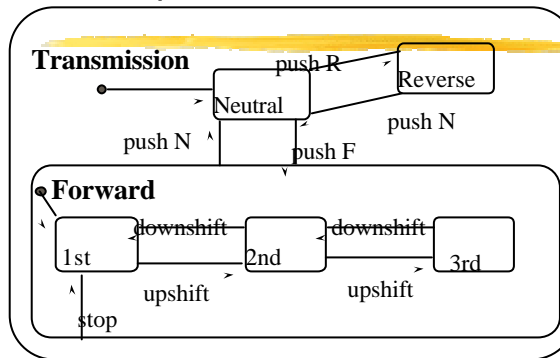 Transmission
push R
Reverse
Neutral
push N
push N
push F
Forward
downshift
downshift
1st
2nd
3rd
upshift
upshift
stop